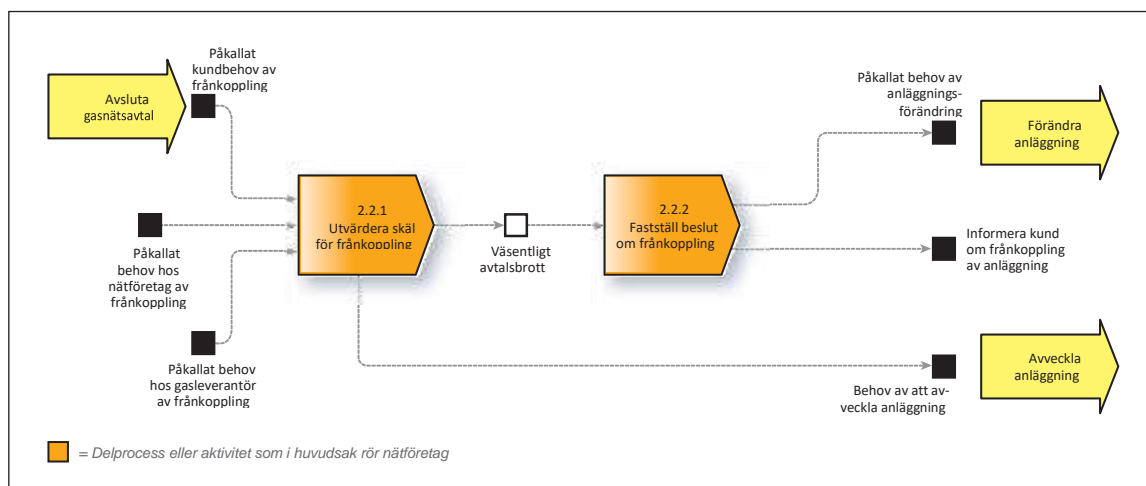 Påkallat
kundbehov av
frånkoppling
Avsluta
gasnätsavtal
Påkallat behov av
anläggnings-
förändring
Förändra
anläggning
2.2.1
Utvärdera skäl
för frånkoppling
2.2.2
Fastställ beslut
om frånkoppling
Väsentligt
avtalsbrott
Påkallat
behov hos
nätföretag av
frånkoppling
Informera kund
om frånkoppling
av anläggning
Påkallat behov
hos gasleverantör
av frånkoppling
Behov av att av-
veckla anläggning
Avveckla
anläggning
= Delprocess eller aktivitet som i huvudsak rör nätföretag